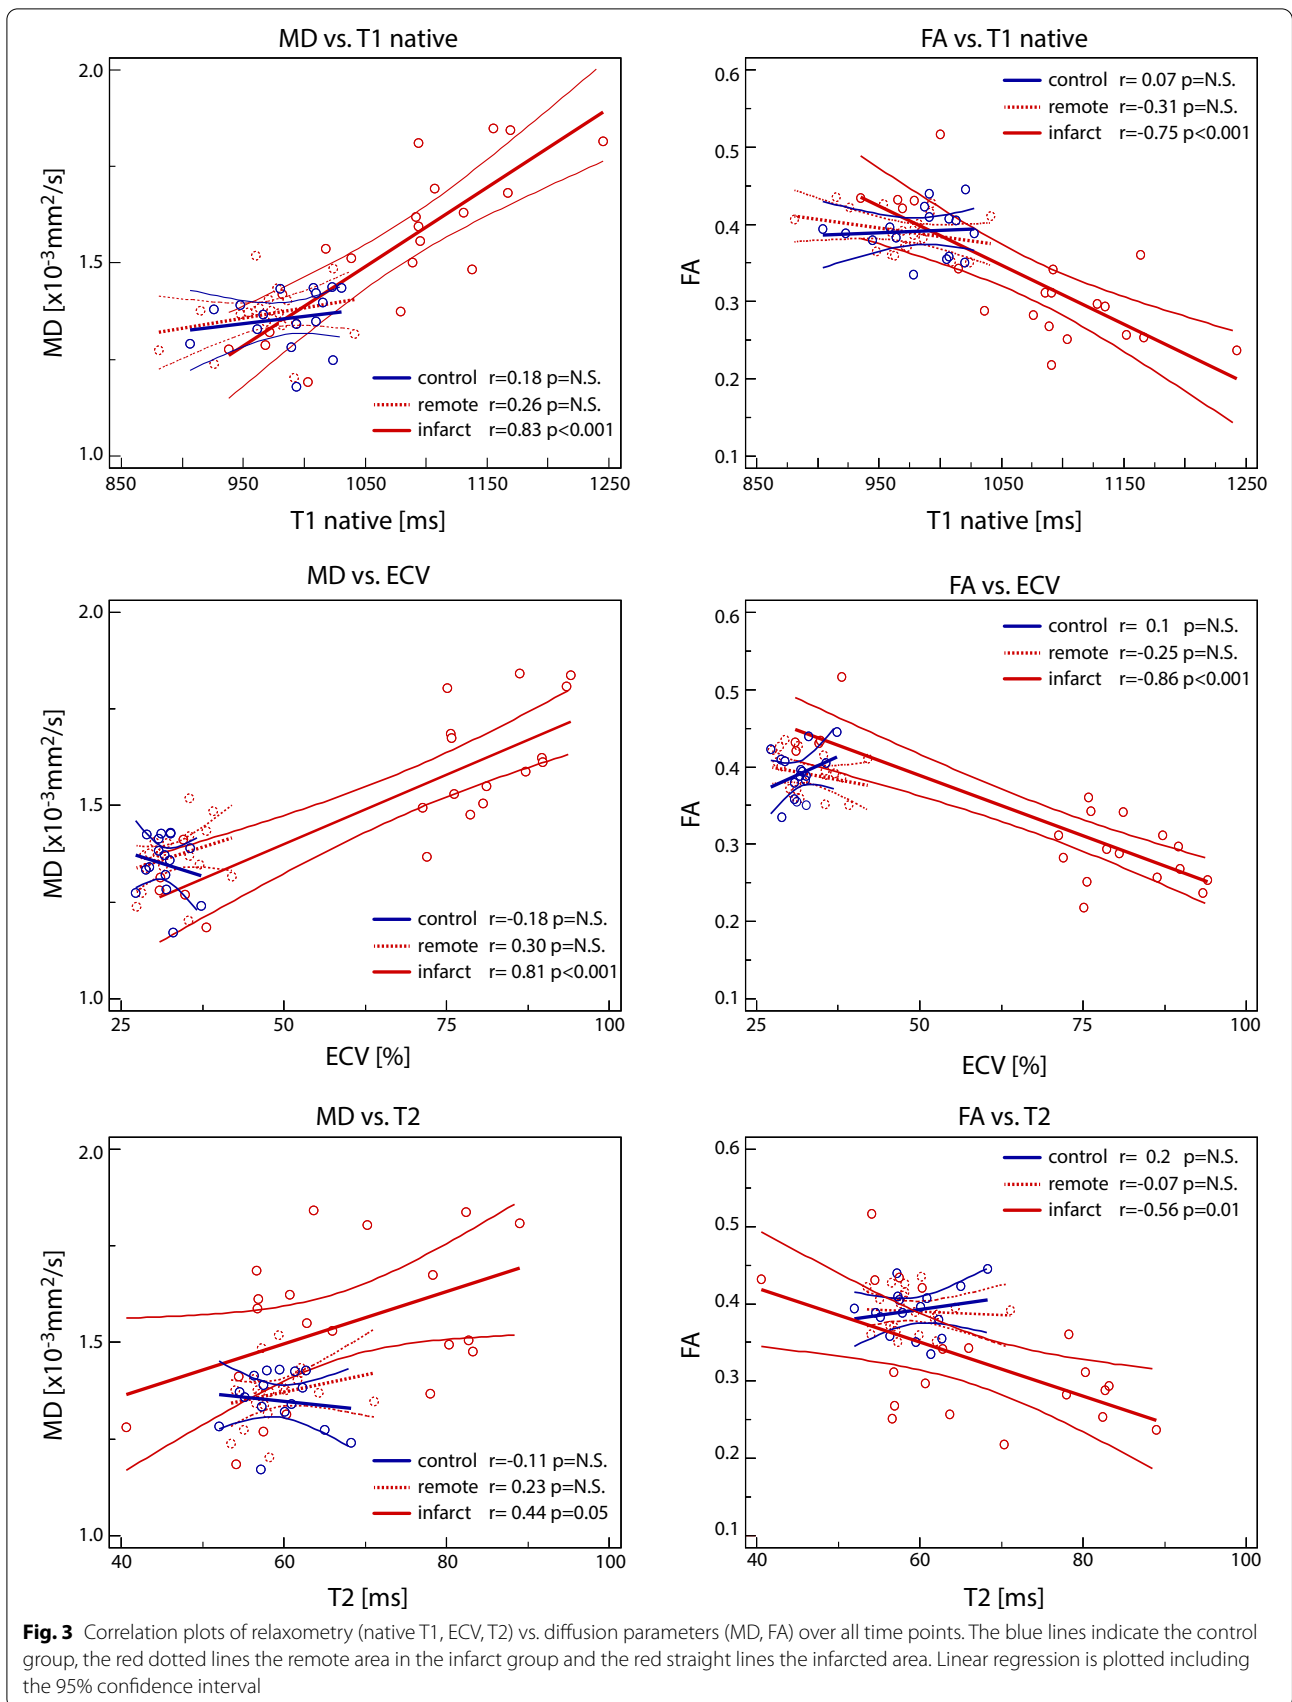 MD vs. T1 native
2.0
1.5
1.0
MD [x10⁻³mm²/s]
control r=0.18 p=N.S.
remote r=0.26 p=N.S.
infarct r=0.83 p<0.001
850 950 1050 1150 1250
T1 native [ms]
FA vs. T1 native
0.6
0.5
0.4
0.3
0.2
0.1
FA
control r= 0.07 p=N.S.
remote r=-0.31 p=N.S.
infarct r=-0.75 p<0.001
850 950 1050 1150 1250
T1 native [ms]
MD vs. ECV
2.0
1.5
1.0
MD [x10⁻³mm²/s]
control r=-0.18 p=N.S.
remote r= 0.30 p=N.S.
infarct r= 0.81 p<0.001
25 50 75 100
ECV [%]
FA vs. ECV
0.6
0.5
0.4
0.3
0.2
0.1
FA
control r= 0.1 p=N.S.
remote r=-0.25 p=N.S.
infarct r=-0.86 p<0.001
25 50 75 100
ECV [%]
MD vs. T2
2.0
1.5
1.0
MD [x10⁻³mm²/s]
control r=-0.11 p=N.S.
remote r= 0.23 p=N.S.
infarct r= 0.44 p=0.05
40 60 80 100
T2 [ms]
FA vs. T2
0.6
0.5
0.4
0.3
0.2
0.1
FA
control r= 0.2 p=N.S.
remote r=-0.07 p=N.S.
infarct r=-0.56 p=0.01
40 60 80 100
T2 [ms]
Fig. 3 Correlation plots of relaxometry (native T1, ECV, T2) vs. diffusion parameters (MD, FA) over all time points. The blue lines indicate the control
group, the red dotted lines the remote area in the infarct group and the red straight lines the infarcted area. Linear regression is plotted including
the 95% confidence interval